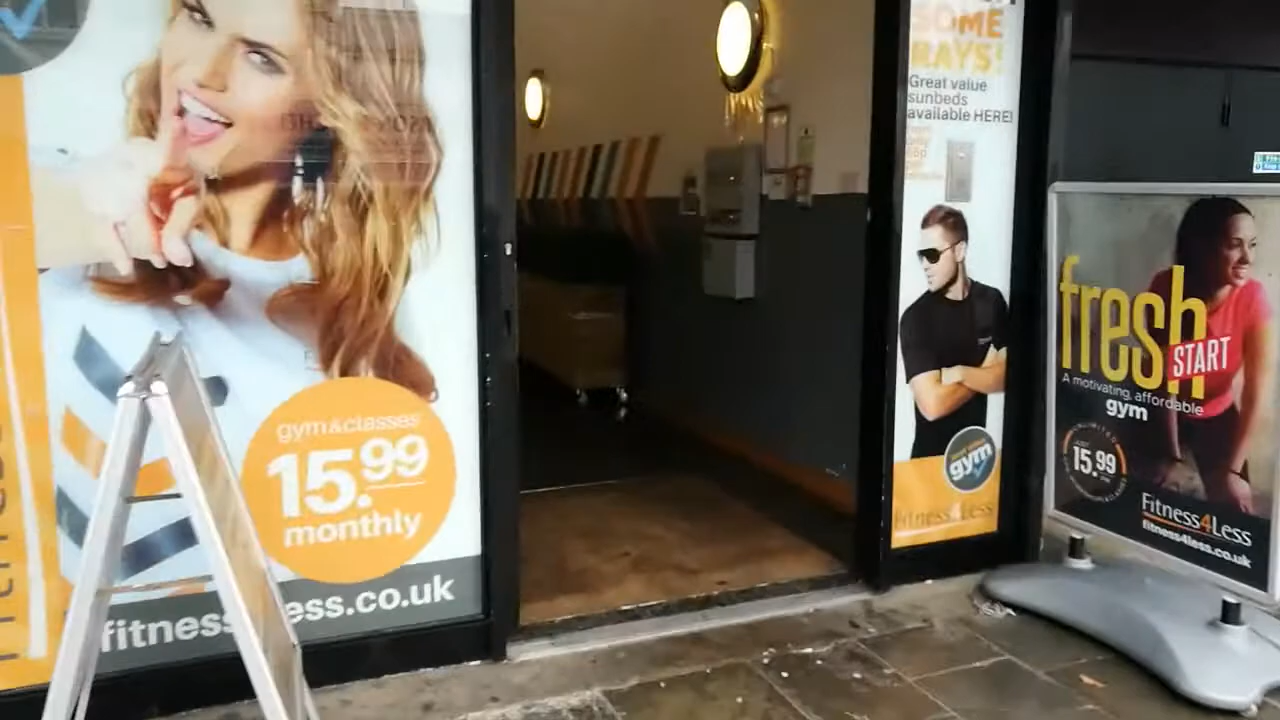 gym&classes
15.99
monthly
fitness
ess.co.uk
SOME
RAYS!
Great value
sunbeds
available HERE!
gym
Fitness4Less
fresh
START
A motivating, affordable
gym
15.99
Fitness4Less
fitness4less.co.uk